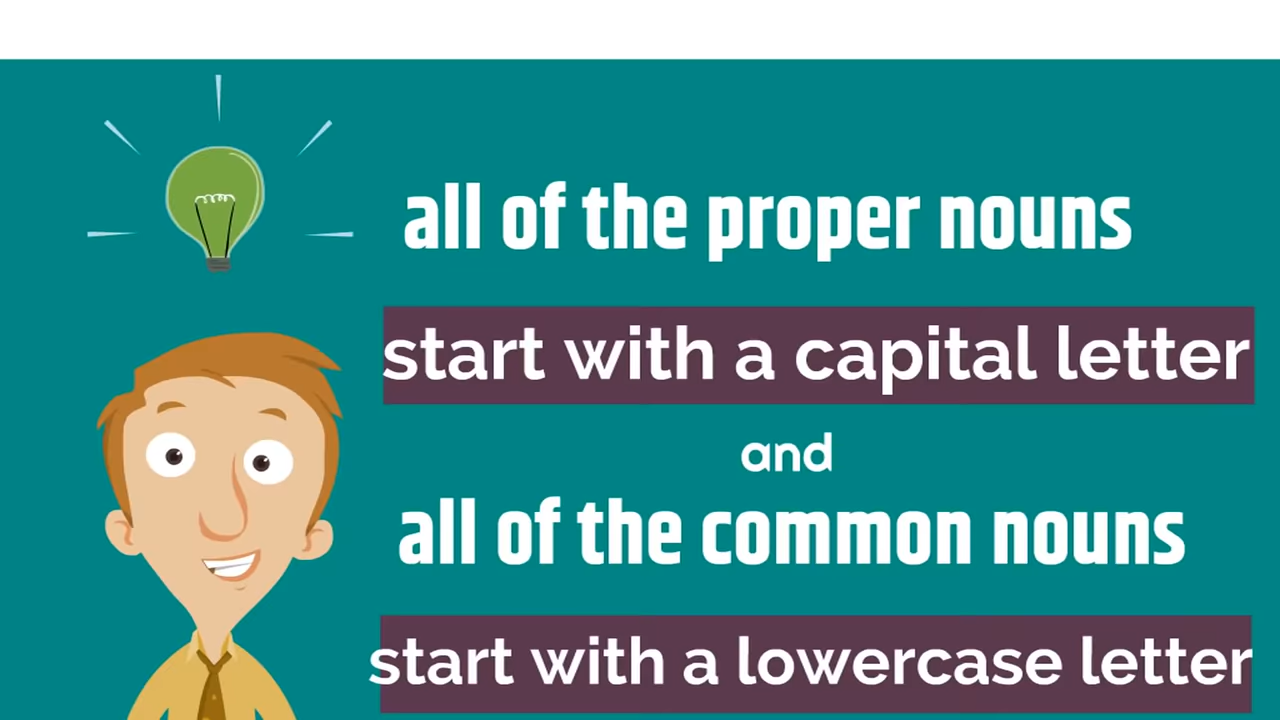 all of the proper nouns
start with a capital letter
and
all of the common nouns
start with a lowercase letter